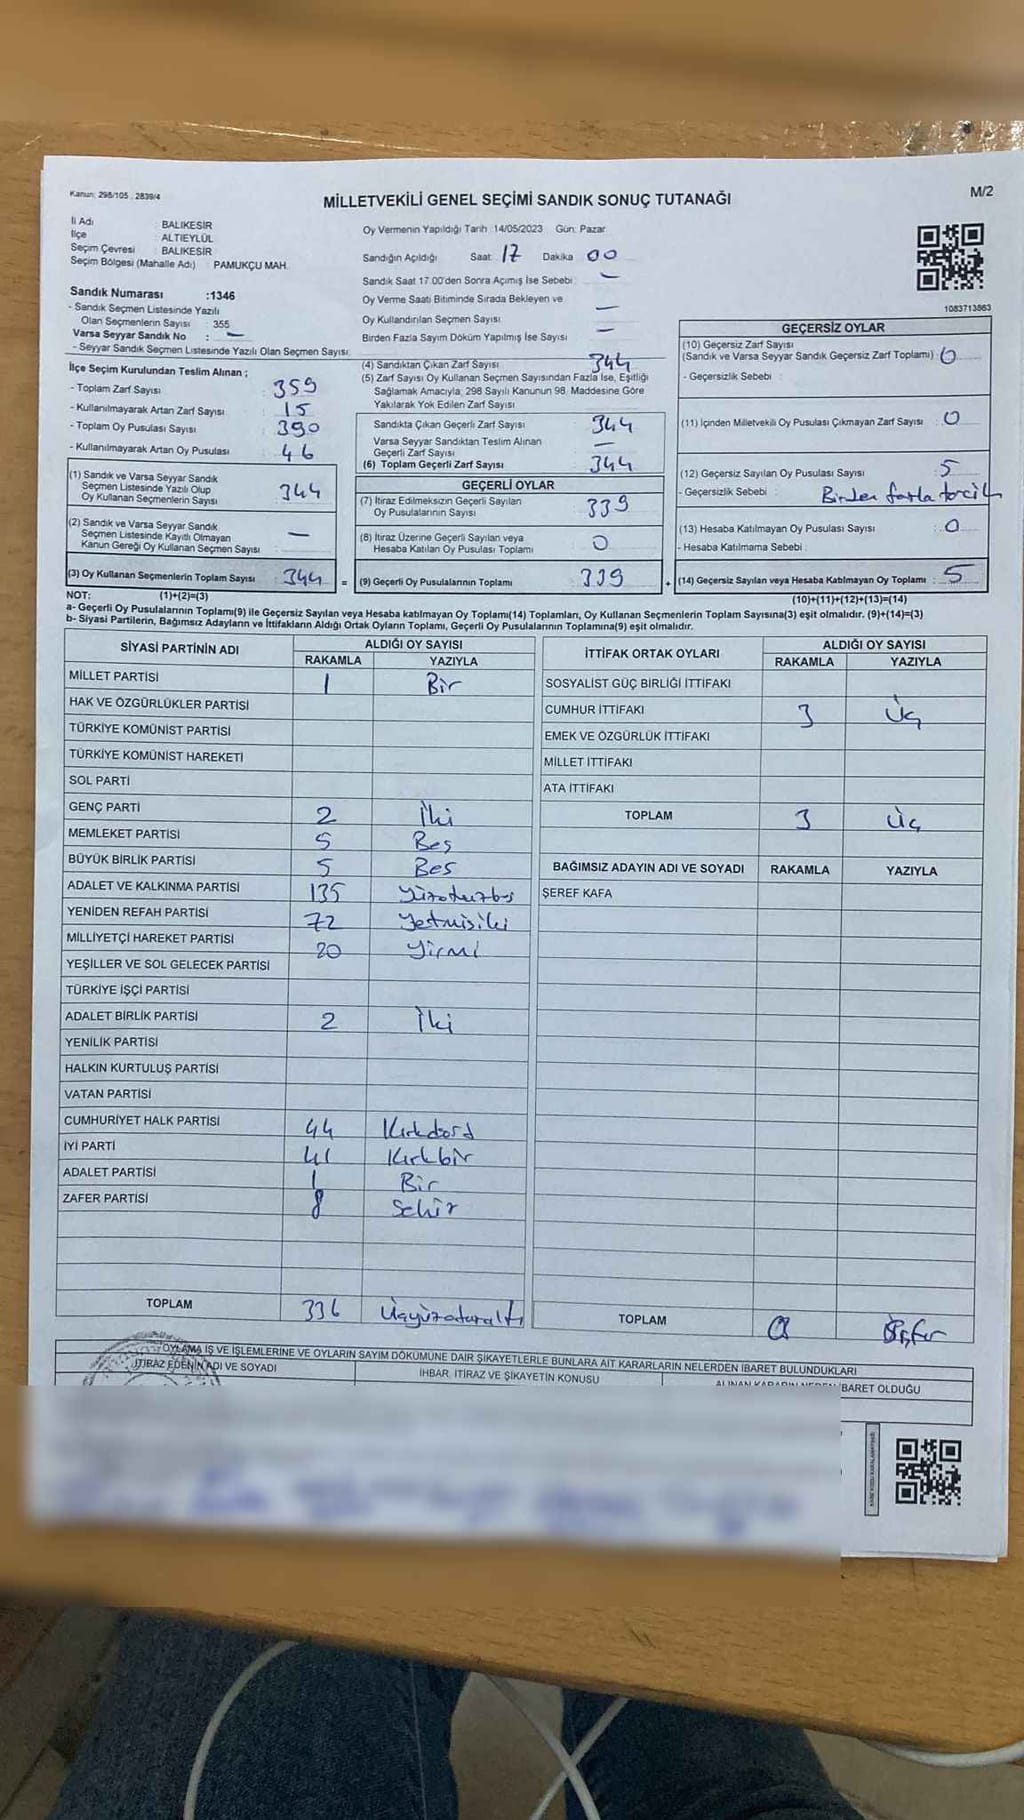 Kanun: 298/105 , 2839/4
MİLLETVEKİLİ GENEL SEÇİMİ SANDIK SONUÇ TUTANAĞI
M/2
İl Adı : BALIKESİR
İlçe : ALTIEYLÜL
Seçim Çevresi : BALIKESİR
Seçim Bölgesi (Mahalle Adı) : PAMUKÇU MAH.
Sandık Numarası :1346
- Sandık Seçmen Listesinde Yazılı
Olan Seçmenlerin Sayısı : 355
Varsa Seyyar Sandık No : —
- Seyyar Sandık Seçmen Listesinde Yazılı Olan Seçmen Sayısı:
Oy Vermenin Yapıldığı Tarih :14/05/2023 Gün: Pazar
Sandığın Açıldığı Saat: 17 Dakika: 00
Sandık Saat 17.00'den Sonra Açımış İse Sebebi: —
Oy Verme Saati Bitiminde Sırada Bekleyen ve
Oy Kullandırılan Seçmen Sayısı: —
Birden Fazla Sayım Döküm Yapılmış İse Sayısı: —
1083713863
İlçe Seçim Kurulundan Teslim Alınan ;
- Toplam Zarf Sayısı : 359
- Kullanılmayarak Artan Zarf Sayısı : 15
- Toplam Oy Pusulası Sayısı : 390
- Kullanılmayarak Artan Oy Pusulası : 46
(1) Sandık ve Varsa Seyyar Sandık
Seçmen Listesinde Yazılı Olup
Oy Kullanan Seçmenlerin Sayısı : 344
(2) Sandık ve Varsa Seyyar Sandık
Seçmen Listesinde Kayıtlı Olmayan
Kanun Gereği Oy Kullanan Seçmen Sayısı : —
(3) Oy Kullanan Seçmenlerin Toplam Sayısı : 344 =
(4) Sandıktan Çıkan Zarf Sayısı : 344
(5) Zarf Sayısı Oy Kullanan Seçmen Sayısından Fazla İse, Eşitliği
Sağlamak Amacıyla; 298 Sayılı Kanunun 98. Maddesine Göre
Yakılarak Yok Edilen Zarf Sayısı :
Sandıkta Çıkan Geçerli Zarf Sayısı : 344
Varsa Seyyar Sandıktan Teslim Alınan
Geçerli Zarf Sayısı : —
(6) Toplam Geçerli Zarf Sayısı : 344
GEÇERLİ OYLAR
(7) İtiraz Edilmeksizin Geçerli Sayılan
Oy Pusulalarının Sayısı : 339
(8) İtiraz Üzerine Geçerli Sayılan veya
Hesaba Katılan Oy Pusulası Toplamı : 0
(9) Geçerli Oy Pusulalarının Toplamı : 339 +
GEÇERSİZ OYLAR
(10) Geçersiz Zarf Sayısı
(Sandık ve Varsa Seyyar Sandık Geçersiz Zarf Toplamı) : 0
- Geçersizlik Sebebi :
(11) İçinden Milletvekili Oy Pusulası Çıkmayan Zarf Sayısı : 0
(12) Geçersiz Sayılan Oy Pusulası Sayısı : 5
- Geçersizlik Sebebi : Birden fazla tercih
(13) Hesaba Katılmayan Oy Pusulası Sayısı : 0
- Hesaba Katılmama Sebebi :
(14) Geçersiz Sayılan veya Hesaba Katılmayan Oy Toplamı : 5
NOT: (1)+(2)=(3) (10)+(11)+(12)+(13)=(14)
a- Geçerli Oy Pusulalarının Toplamı(9) ile Geçersiz Sayılan veya Hesaba katılmayan Oy Toplamı(14) Toplamları, Oy Kullanan Seçmenlerin Toplam Sayısına(3) eşit olmalıdır. (9)+(14)=(3)
b- Siyasi Partilerin, Bağımsız Adayların ve İttifakların Aldığı Ortak Oyların Toplamı, Geçerli Oy Pusulalarının Toplamına(9) eşit olmalıdır.
SİYASİ PARTİNİN ADI ALDIĞI OY SAYISI
RAKAMLA YAZIYLA
MİLLET PARTİSİ 1 Bir
HAK VE ÖZGÜRLÜKLER PARTİSİ
TÜRKİYE KOMÜNİST PARTİSİ
TÜRKİYE KOMÜNİST HAREKETİ
SOL PARTİ
GENÇ PARTİ 2 İki
MEMLEKET PARTİSİ 5 Beş
BÜYÜK BİRLİK PARTİSİ 5 Bes
ADALET VE KALKINMA PARTİSİ 135 Yüzotuzbeş
YENİDEN REFAH PARTİSİ 72 Yetmisiki
MİLLİYETÇİ HAREKET PARTİSİ 20 Yirmi
YEŞİLLER VE SOL GELECEK PARTİSİ
TÜRKİYE İŞÇİ PARTİSİ
ADALET BİRLİK PARTİSİ 2 İki
YENİLİK PARTİSİ
HALKIN KURTULUŞ PARTİSİ
VATAN PARTİSİ
CUMHURİYET HALK PARTİSİ 44 Kırkdörd
İYİ PARTİ 41 Kırkbir
ADALET PARTİSİ 1 Bir
ZAFER PARTİSİ 8 Sekiz
TOPLAM 336 Üçyüzotuzaltı
İTTİFAK ORTAK OYLARI ALDIĞI OY SAYISI
RAKAMLA YAZIYLA
SOSYALİST GÜÇ BİRLİĞİ İTTİFAKI
CUMHUR İTTİFAKI 3 Üç
EMEK VE ÖZGÜRLÜK İTTİFAKI
MİLLET İTTİFAKI
ATA İTTİFAKI
TOPLAM 3 Üç
BAĞIMSIZ ADAYIN ADI VE SOYADI RAKAMLA YAZIYLA
ŞEREF KAFA
TOPLAM 0
OYLAMA İŞ VE İŞLEMLERİNE VE OYLARIN SAYIM DÖKÜMÜNE DAİR ŞİKAYETLERLE BUNLARA AİT KARARLARIN NELERDEN İBARET BULUNDUKLARI
İTİRAZ EDENİN ADI VE SOYADI
İHBAR, İTİRAZ VE ŞİKAYETİN KONUSU
ALINAN KARARIN NEDEN İBARET OLDUĞU